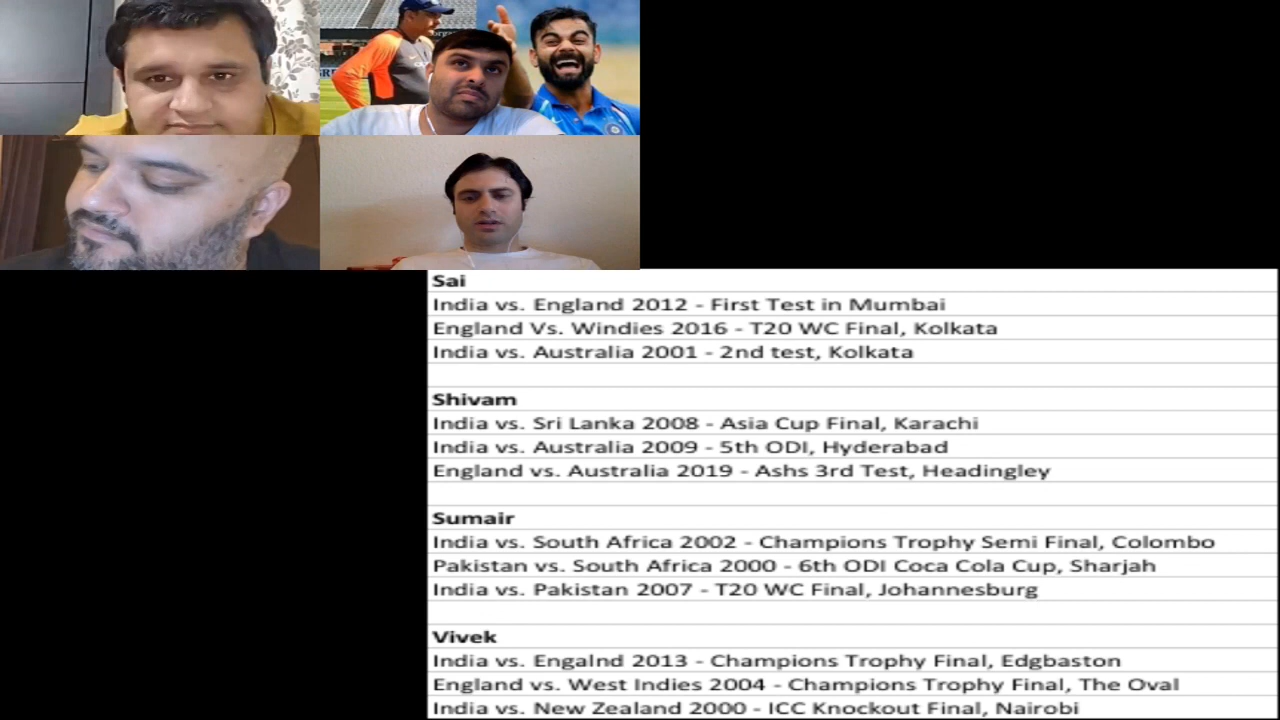 Sai
India vs. England 2012 - First Test in Mumbai
England Vs. Windies 2016 - T20 WC Final, Kolkata
India vs. Australia 2001 - 2nd test, Kolkata
Shivam
India vs. Sri Lanka 2008 - Asia Cup Final, Karachi
India vs. Australia 2009 - 5th ODI, Hyderabad
England vs. Australia 2019 - Ashs 3rd Test, Headingley
Sumair
India vs. South Africa 2002 - Champions Trophy Semi Final, Colombo
Pakistan vs. South Africa 2000 - 6th ODI Coca Cola Cup, Sharjah
India vs. Pakistan 2007 - T20 WC Final, Johannesburg
Vivek
India vs. Engalnd 2013 - Champions Trophy Final, Edgbaston
England vs. West Indies 2004 - Champions Trophy Final, The Oval
India vs. New Zealand 2000 - ICC Knockout Final, Nairobi